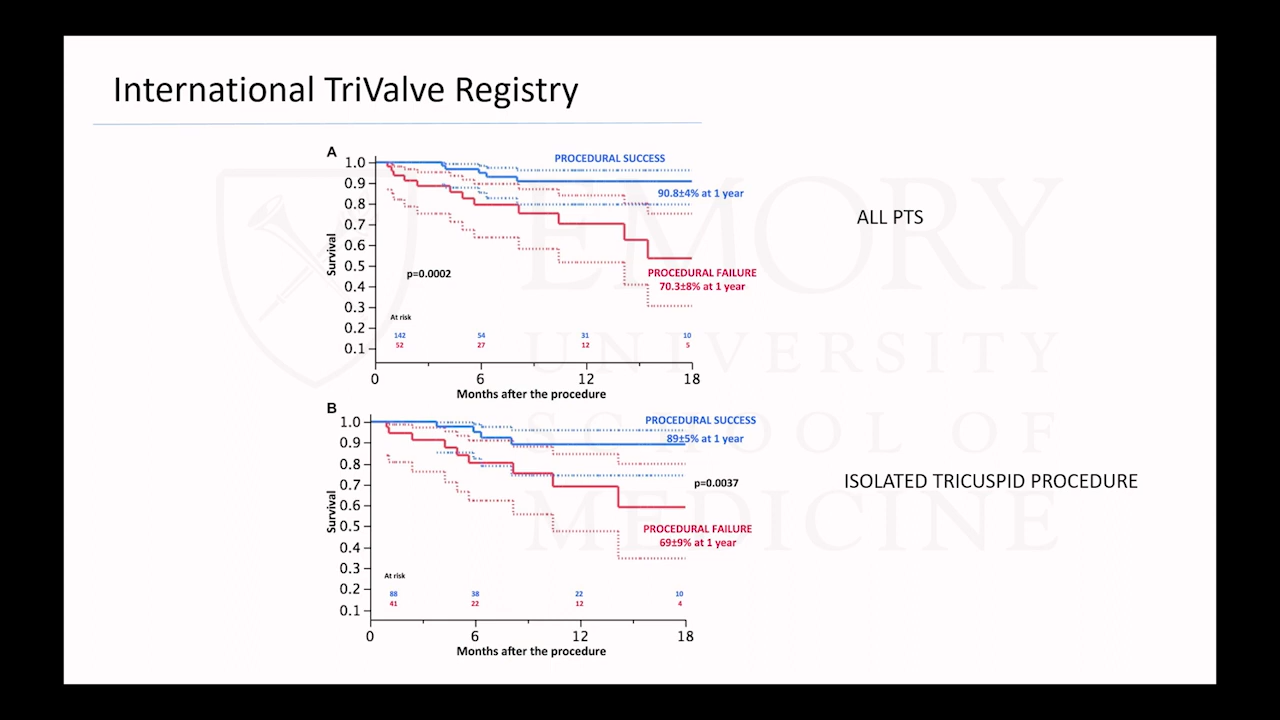 International TriValve Registry
A
PROCEDURAL SUCCESS
90.8±4% at 1 year
PROCEDURAL FAILURE
70.3±8% at 1 year
p=0.0002
Survival
1.0
0.9
0.8
0.7
0.6
0.5
0.4
0.3
0.2
0.1
At risk
142 54 31 10
52 27 12 5
0 6 12 18
Months after the procedure
ALL PTS
B
PROCEDURAL SUCCESS
89±5% at 1 year
p=0.0037
PROCEDURAL FAILURE
69±9% at 1 year
Survival
1.0
0.9
0.8
0.7
0.6
0.5
0.4
0.3
0.2
0.1
At risk
88 38 22 10
41 22 12 4
0 6 12 18
Months after the procedure
ISOLATED TRICUSPID PROCEDURE
EMORY
UNIVERSITY
SCHOOL OF
MEDICINE